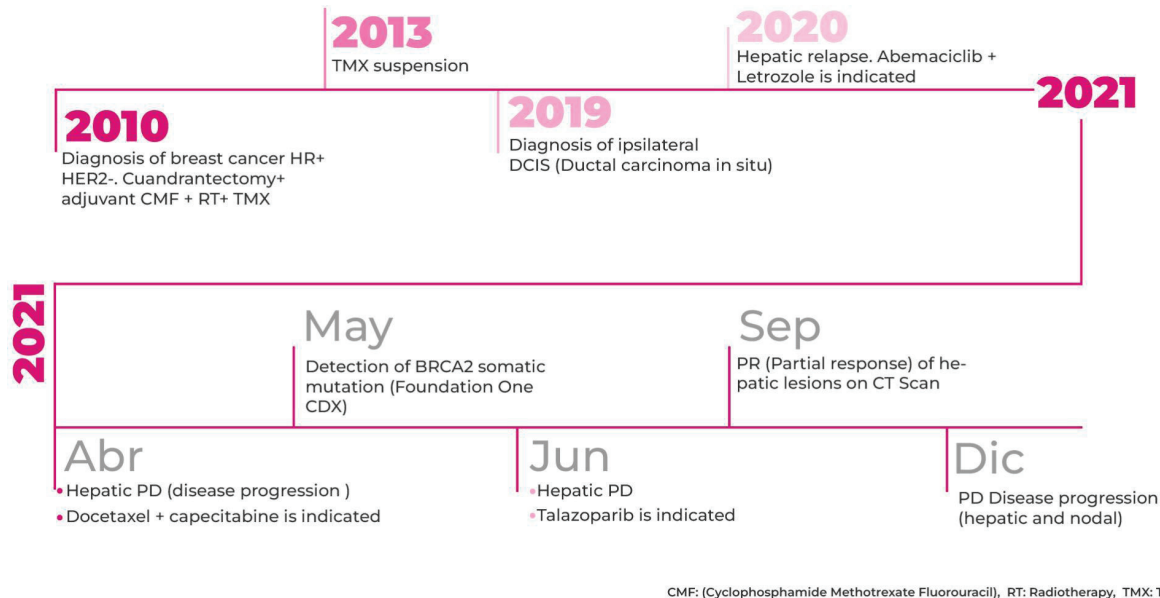 2013
TMX suspension
2020
Hepatic relapse. Abemaciclib +
Letrozole is indicated
2021
2010
Diagnosis of breast cancer HR+
HER2-. Cuandrantectomy+
adjuvant CMF + RT+ TMX
2019
Diagnosis of ipsilateral
DCIS (Ductal carcinoma in situ)
2021
May
Detection of BRCA2 somatic
mutation (Foundation One
CDX)
Sep
PR (Partial response) of he-
patic lesions on CT Scan
Abr
•Hepatic PD (disease progression )
•Docetaxel + capecitabine is indicated
Jun
•Hepatic PD
•Talazoparib is indicated
Dic
PD Disease progression
(hepatic and nodal)
CMF: (Cyclophosphamide Methotrexate Fluorouracil), RT: Radiotherapy, TMX: